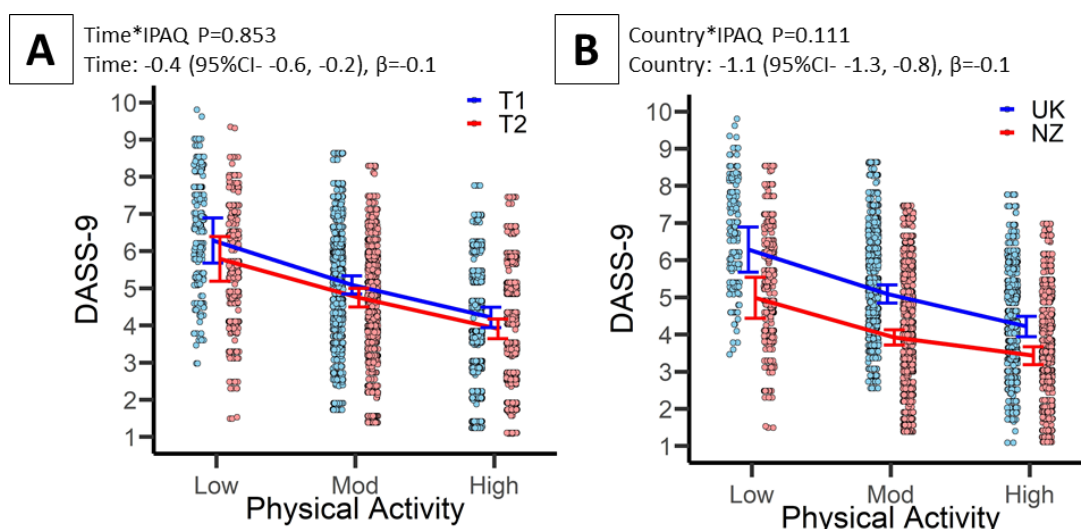 A
Time*IPAQ P=0.853
Time: -0.4 (95%CI- -0.6, -0.2), β=-0.1
T1
T2
10
9
8
7
6
5
4
3
2
1
DASS-9
Low
Mod
High
Physical Activity
B
Country*IPAQ P=0.111
Country: -1.1 (95%CI- -1.3, -0.8), β=-0.1
UK
NZ
10
9
8
7
6
5
4
3
2
1
DASS-9
Low
Mod
High
Physical Activity